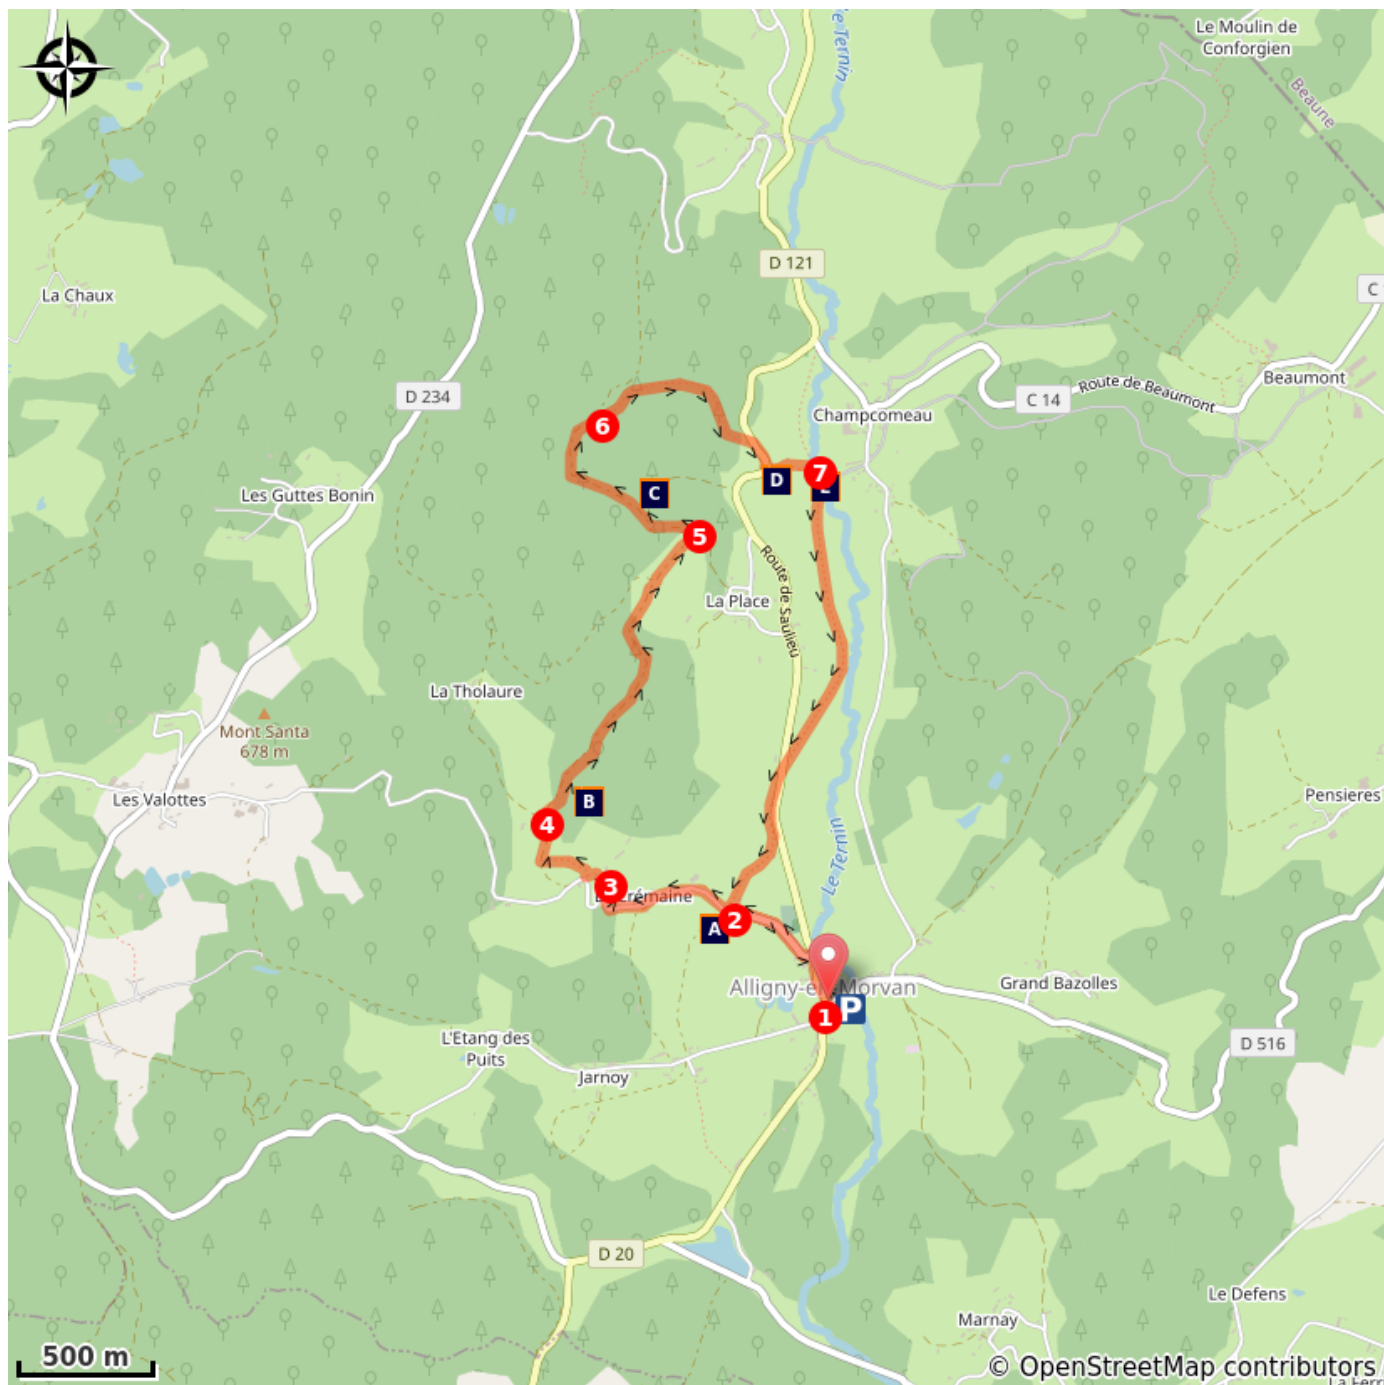 le Ternin
Le Moulin de
Conforgien
Beaune
D 121
La Chaux
C
Beaumont
D 234
Route de Beaumont
C 14
Champcomeau
6
7
D
Les Guttes Bonin
C
5
Route de Saulieu
La Place
La Tholaure
Mont Santa
678 m
Les Valottes
B
Pensieres
4
Le Ternin
3
2
A
Alligny-en-Morvan
Grand Bazolles
P
1
L'Etang des
Puits
D 516
Jarnoy
D 20
Le Defens
Marnay
500 m
© OpenStreetMap contributors